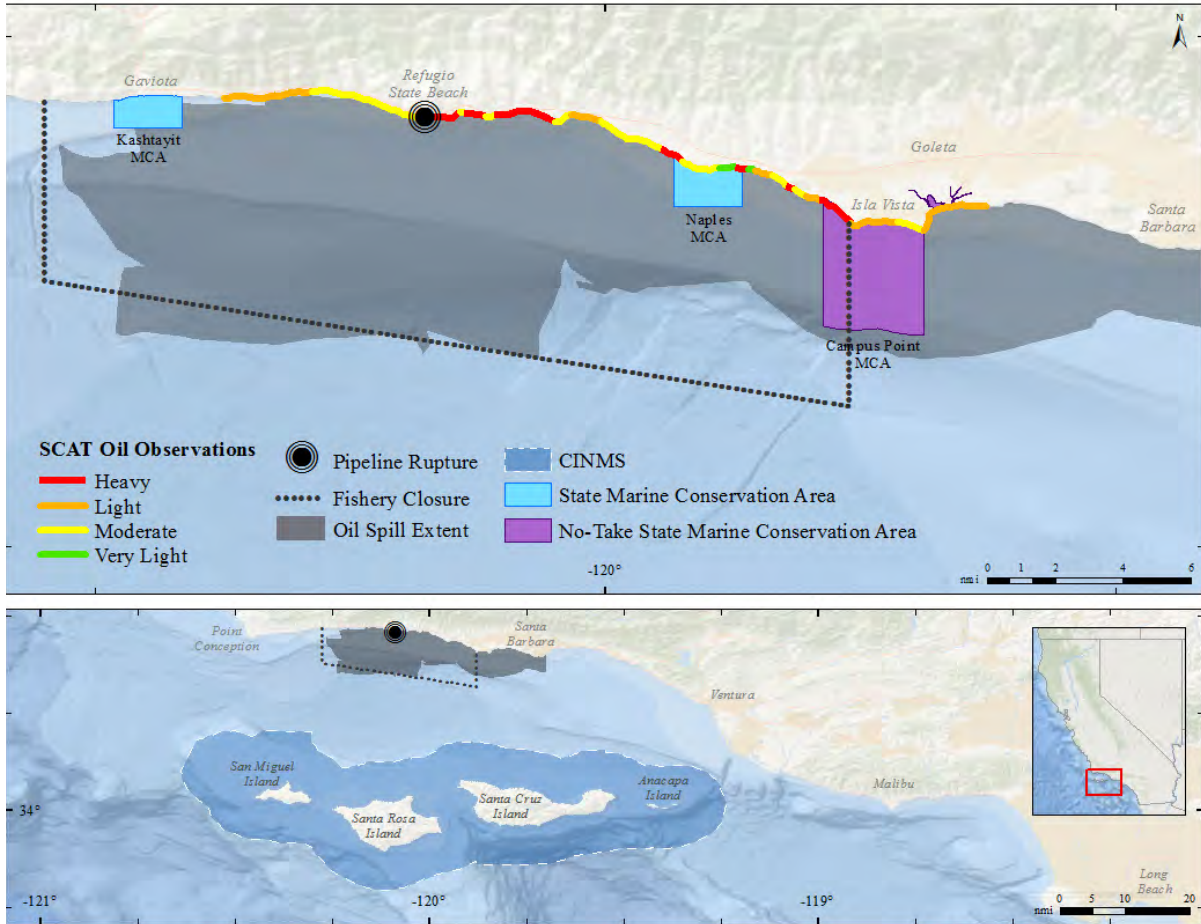 N
Gaviota
Refugio
State Beach
Kashtayit
MCA
Goleta
Isla Vista
Naples
MCA
Santa
Barbara
Campus Point
MCA
SCAT Oil Observations
Heavy
Light
Moderate
Very Light
Pipeline Rupture
Fishery Closure
Oil Spill Extent
CINMS
State Marine Conservation Area
No-Take State Marine Conservation Area
-120°
0 1 2 4 6
nmi
Point
Conception
Santa
Barbara
Ventura
San Miguel
Island
Santa Rosa
Island
Santa Cruz
Island
Anacapa
Island
Malibu
34°
Long
Beach
-121°
-120°
-119°
0 5 10 20
nmi